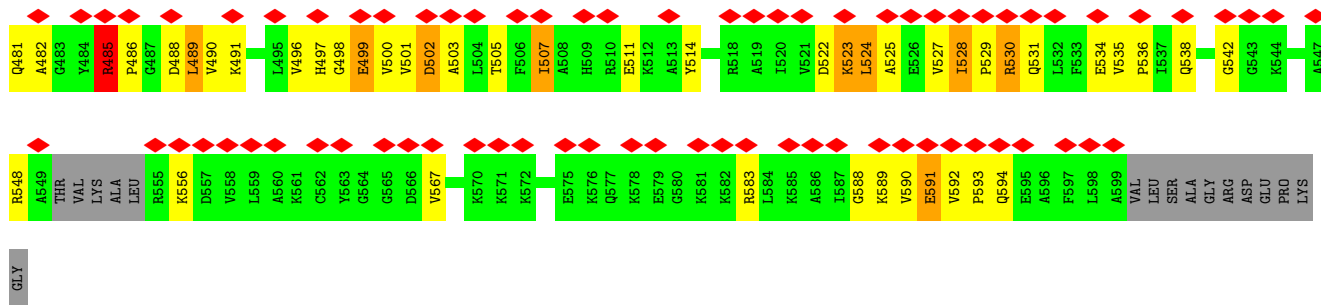 Q481 A482 G483 Y484 R485 P486 G487 D488 L489 V490 K491 L495 V496 H497 G498 E499 V500 V501 D502 A503 L504 T505 F506 I507 A508 H509 R510 E511 K512 A513 Y514 R518 A519 I520 V521 D522 K523 L524 A525 E526 V527 I528 P529 R530 Q531 L532 F533 E534 V535 P536 I537 Q538 G542 G543 K544 A547
R548 A549 THR VAL LYS ALA LEU R555 K556 D557 V558 L559 A560 K561 C562 Y563 G564 G565 D566 V567 K570 K571 K572 E575 K576 Q577 K578 E579 G580 K581 K582 R583 L584 K585 A586 I587 G588 K589 V590 E591 V592 P593 Q594 E595 A596 F597 L598 A599 VAL LEU SER ALA GLY ARG ASP GLU PRO LYS
GLY